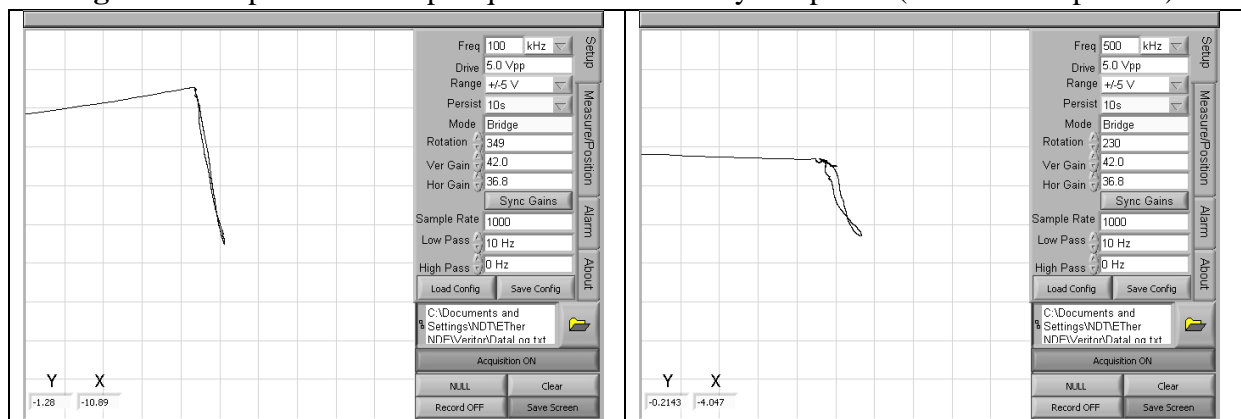 Freq 100 kHz
Drive 5.0 Vpp
Range +/-5 V
Persist 10s
Mode Bridge
Rotation 349
Ver Gain 42.0
Hor Gain 36.8
Sync Gains
Sample Rate 1000
Low Pass 10 Hz
High Pass 0 Hz
Load Config Save Config
Setup
Measure/Position
Alarm
About
C:\Documents and
Settings\NDT\ETher
NDE\Veritor\DataLog.txt
Acquisition ON
NULL Clear
Record OFF Save Screen
Y X
-1.28 -10.89
Freq 500 kHz
Drive 5.0 Vpp
Range +/-5 V
Persist 10s
Mode Bridge
Rotation 230
Ver Gain 42.0
Hor Gain 36.8
Sync Gains
Sample Rate 1000
Low Pass 10 Hz
High Pass 0 Hz
Load Config Save Config
Setup
Measure/Position
Alarm
About
C:\Documents and
Settings\NDT\ETher
NDE\Veritor\DataLog.txt
Acquisition ON
NULL Clear
Record OFF Save Screen
Y X
-0.2143 -4.047